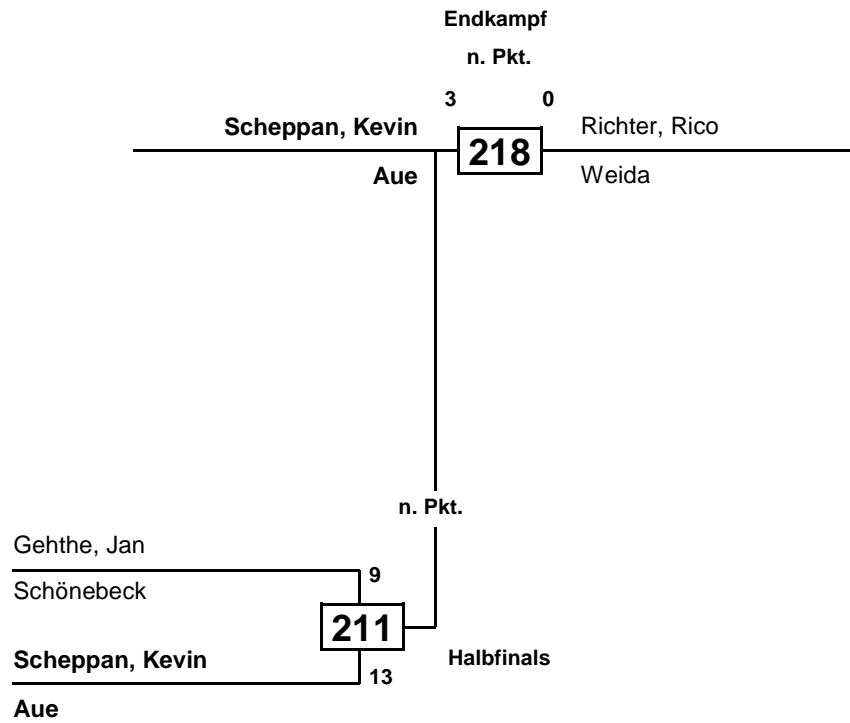 Endkampf
n. Pkt.
3 0
Scheppan, Kevin 218 Richter, Rico
Aue Weida
n. Pkt.
Gehthe, Jan
9
Schönebeck
211
Scheppan, Kevin Halbfinals
13
Aue